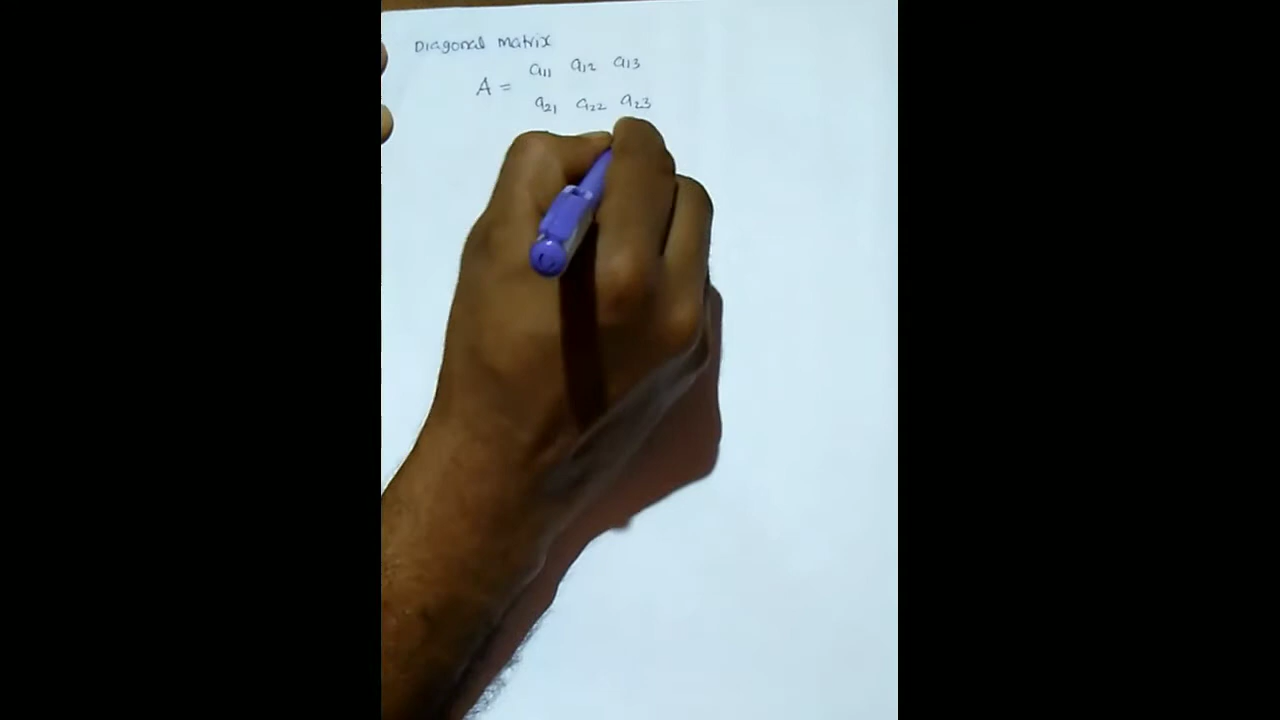 Diagonal matrix
a11 a12 a13
A =
a21 a22 a23